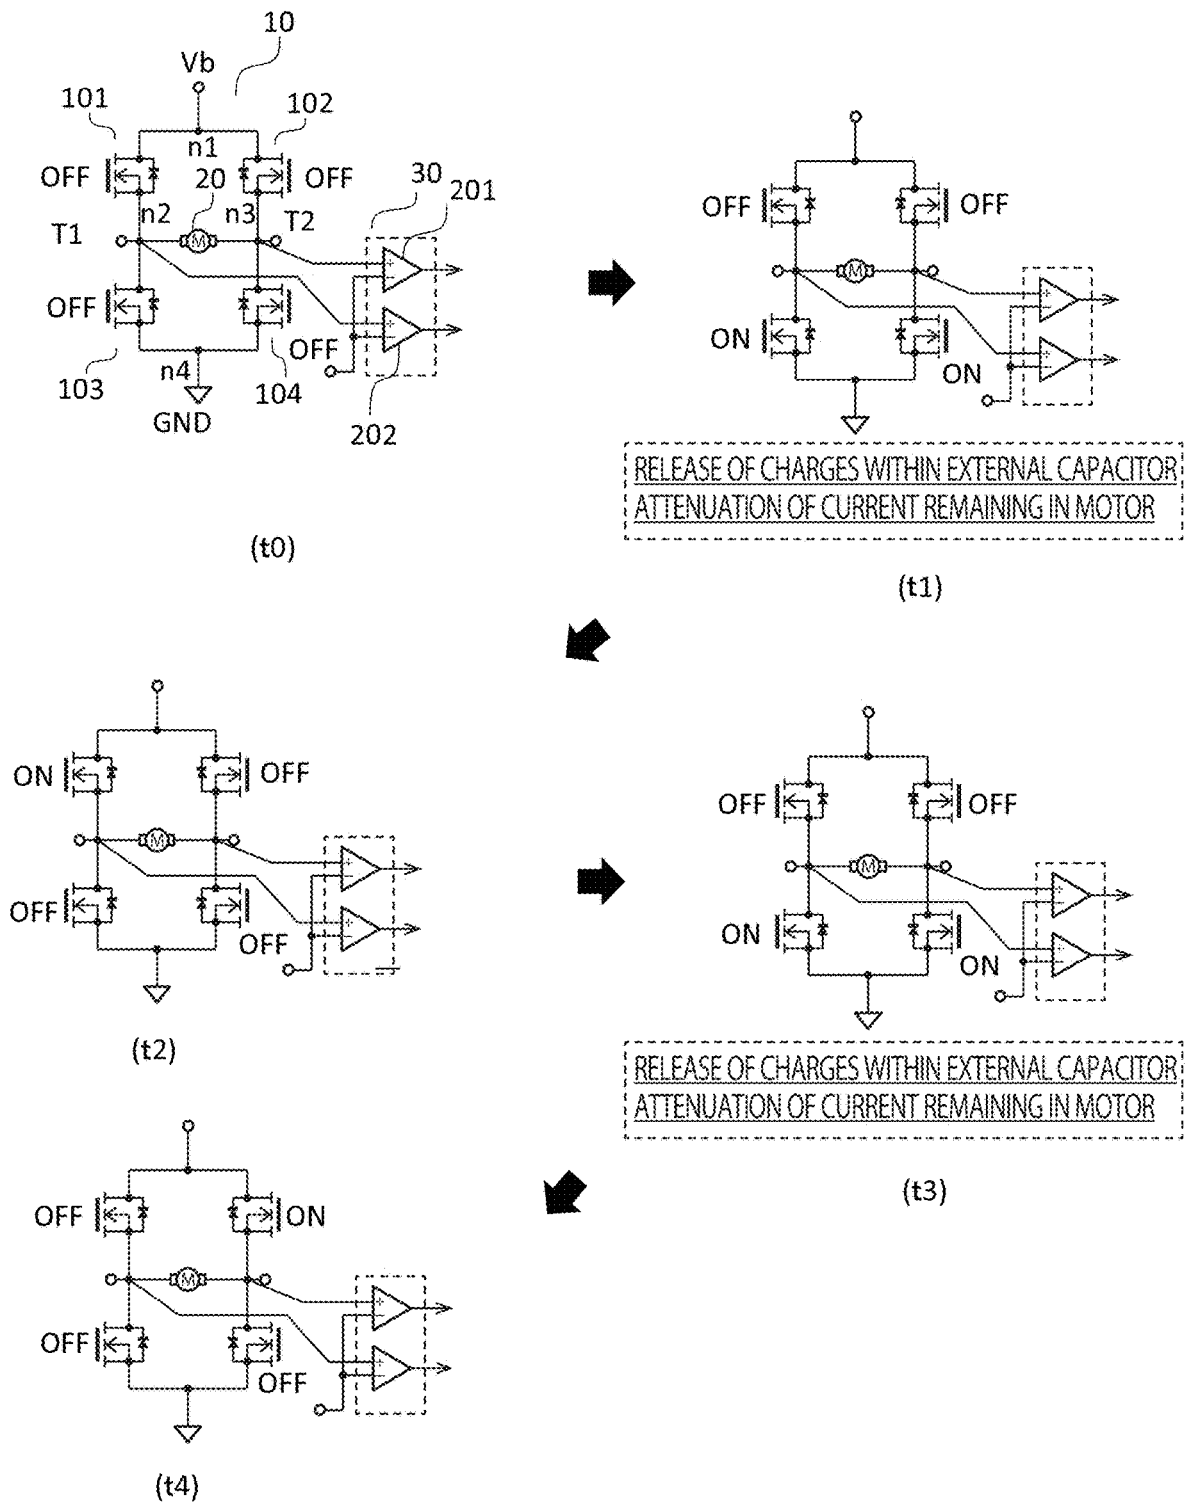 10
Vb
101
102
n1
OFF
OFF
20
30
201
n2
n3
T1
T2
M
OFF
OFF
n4
103
104
GND
202
(t0)
OFF
OFF
M
ON
ON
RELEASE OF CHARGES WITHIN EXTERNAL CAPACITOR
ATTENUATION OF CURRENT REMAINING IN MOTOR
(t1)
ON
OFF
M
OFF
OFF
(t2)
OFF
OFF
M
ON
ON
RELEASE OF CHARGES WITHIN EXTERNAL CAPACITOR
ATTENUATION OF CURRENT REMAINING IN MOTOR
(t3)
OFF
ON
M
OFF
OFF
(t4)